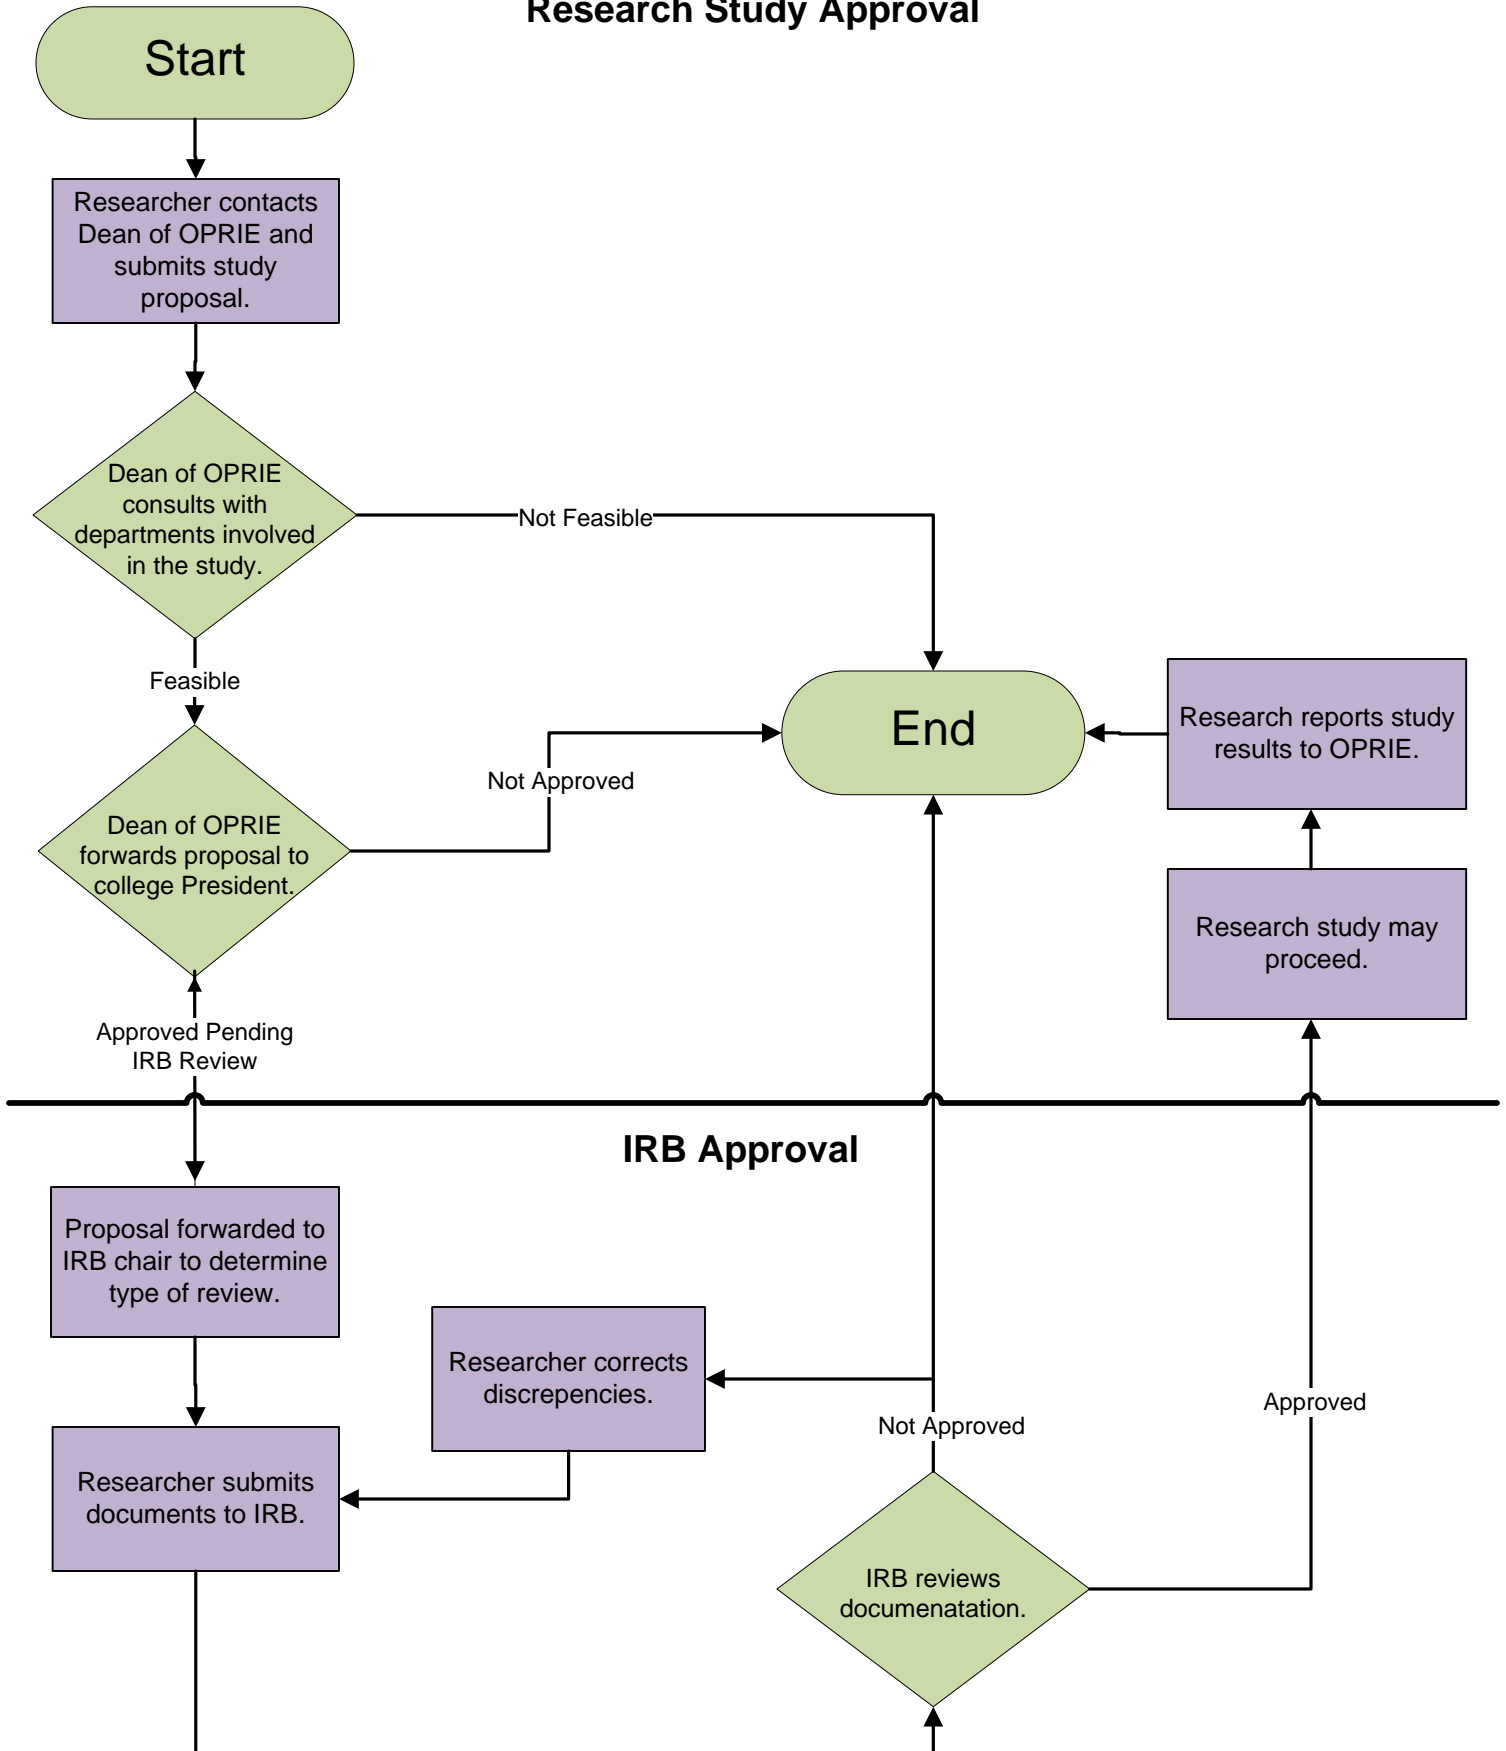 Research Study Approval
Start
Researcher contacts
Dean of OPRIE and
submits study
proposal.
Dean of OPRIE
consults with
departments involved
in the study.
Not Feasible
Feasible
End
Research reports study
results to OPRIE.
Not Approved
Dean of OPRIE
forwards proposal to
college President.
Research study may
proceed.
Approved Pending
IRB Review
IRB Approval
Proposal forwarded to
IRB chair to determine
type of review.
Researcher corrects
discrepencies.
Approved
Not Approved
Researcher submits
documents to IRB.
IRB reviews
documenatation.